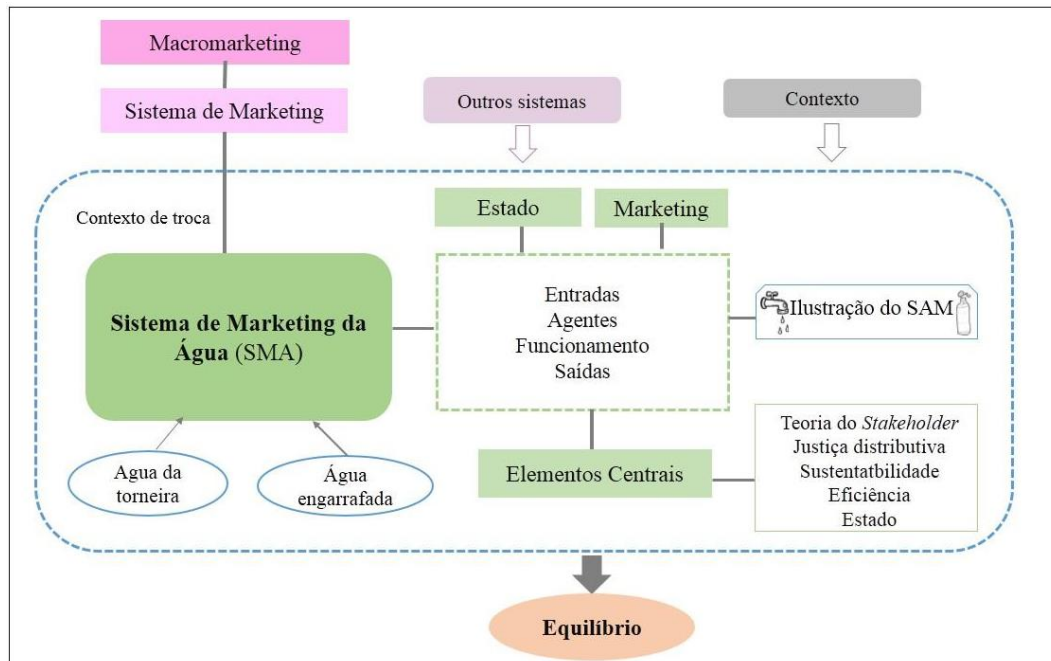 Macromarketing
Sistema de Marketing
Outros sistemas
Contexto
Contexto de troca
Estado
Marketing
Sistema de Marketing da
Água (SMA)
Entradas
Agentes
Funcionamento
Saídas
Ilustração do SAM
Agua da
torneira
Água
engarrafada
Elementos Centrais
Teoria do Stakeholder
Justiça distributiva
Sustentatbilidade
Eficiência
Estado
Equilíbrio